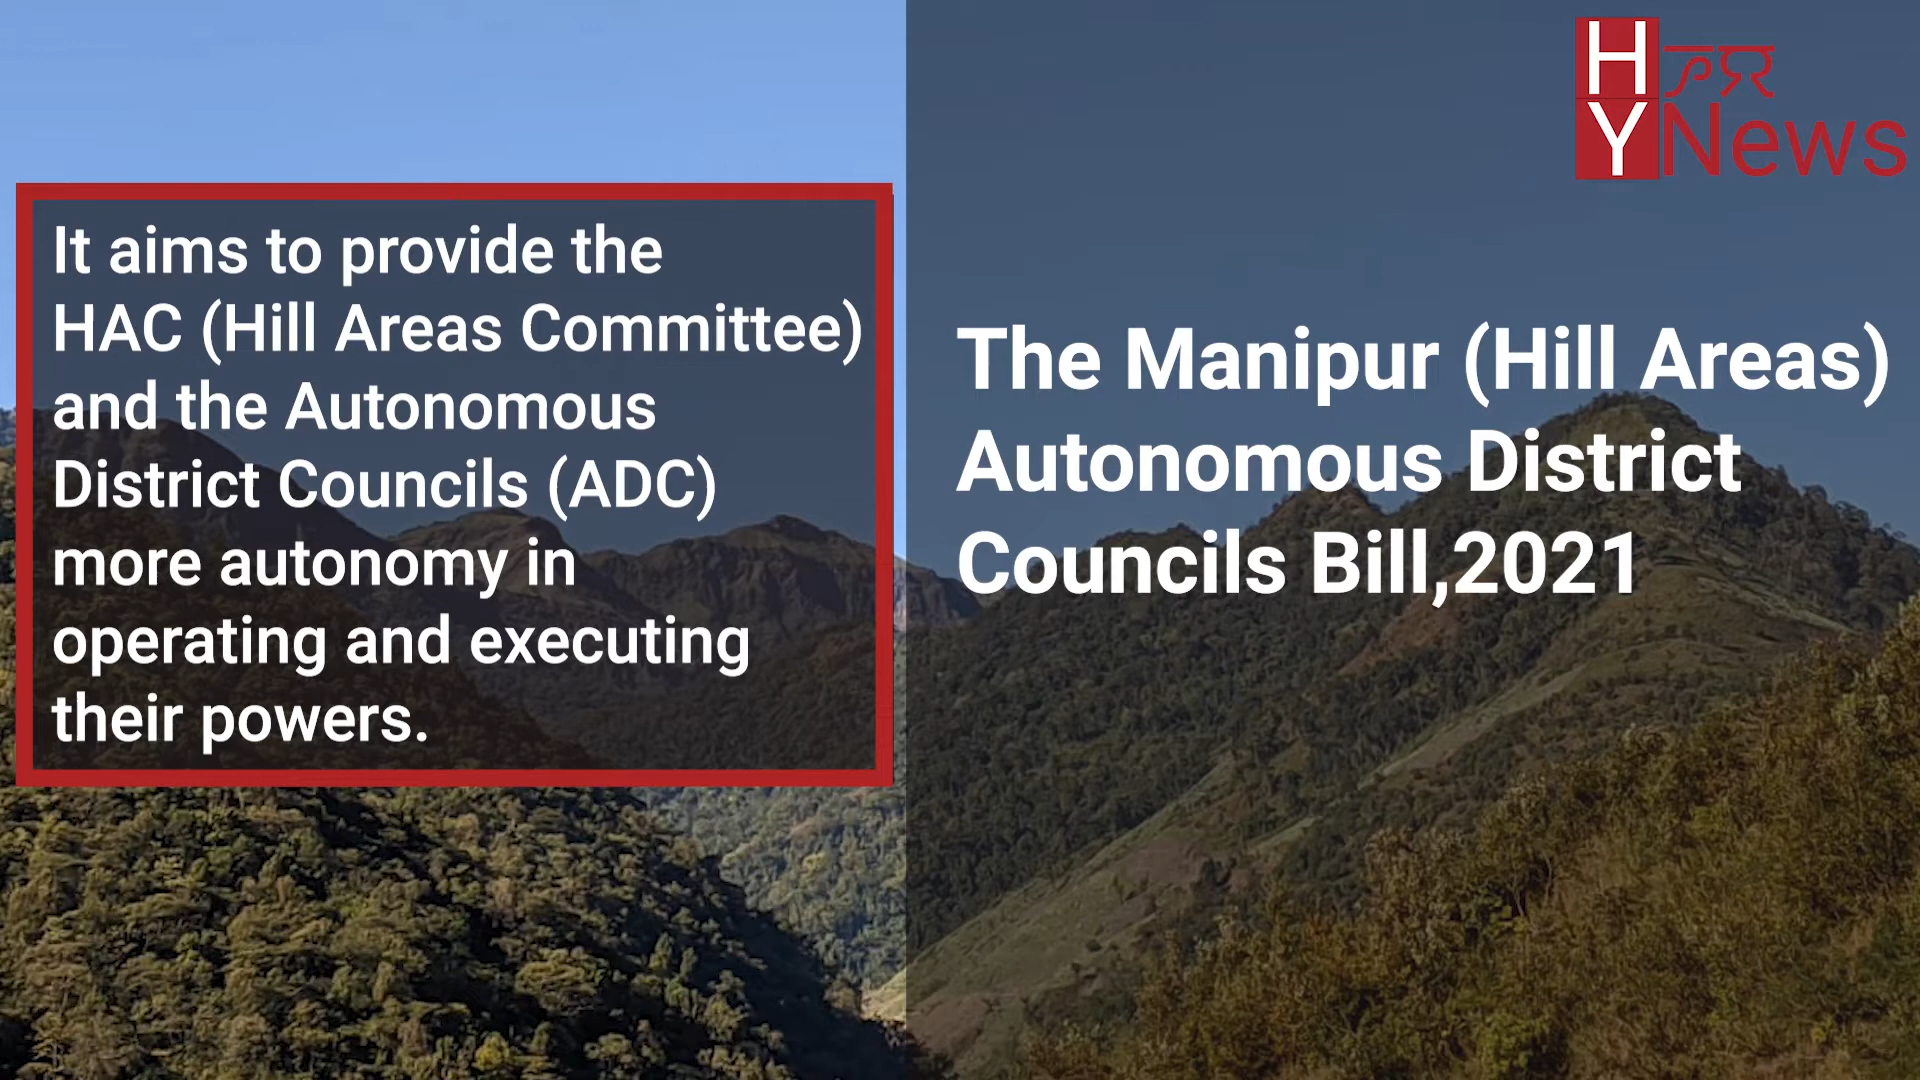 H
Y News
It aims to provide the
HAC (Hill Areas Committee)
and the Autonomous
District Councils (ADC)
more autonomy in
operating and executing
their powers.
The Manipur (Hill Areas)
Autonomous District
Councils Bill,2021